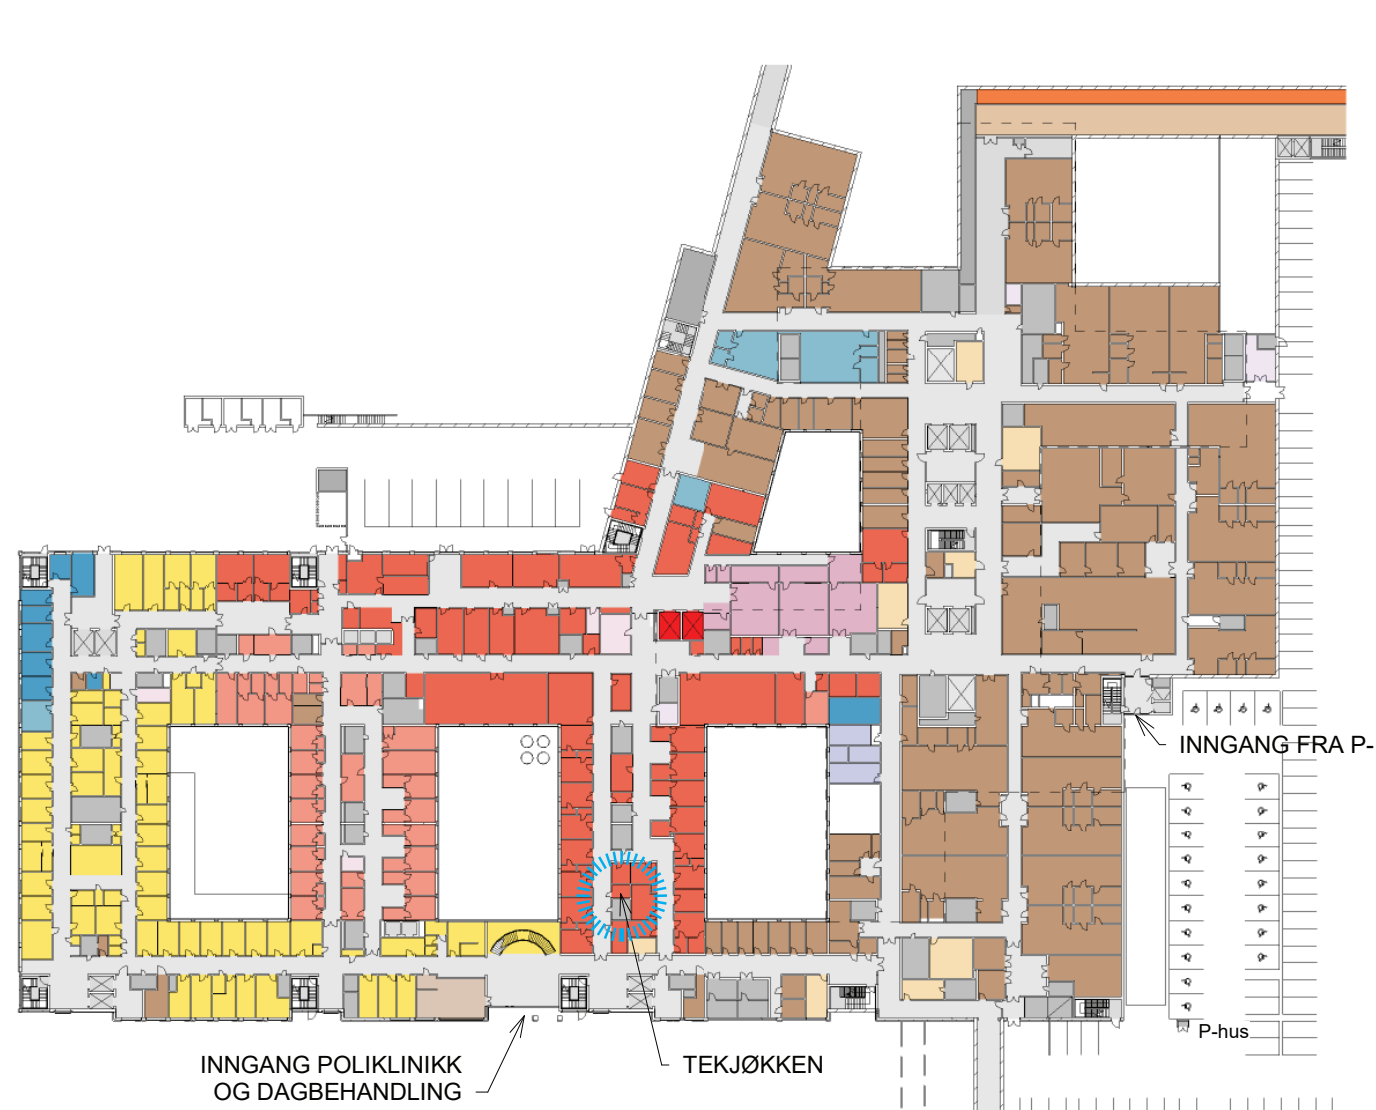 INNGANG FRA P-
P-hus
INNGANG POLIKLINIKK
OG DAGBEHANDLING
TEKJØKKEN